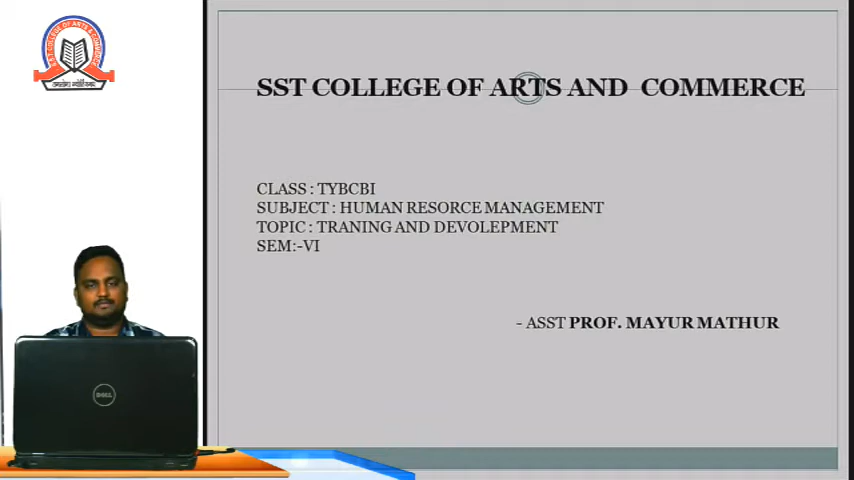 SST COLLEGE OF ARTS AND COMMERCE
CLASS : TYBCBI
SUBJECT : HUMAN RESORCE MANAGEMENT
TOPIC : TRANING AND DEVOLEPMENT
SEM:-VI
- ASST PROF. MAYUR MATHUR
DELL